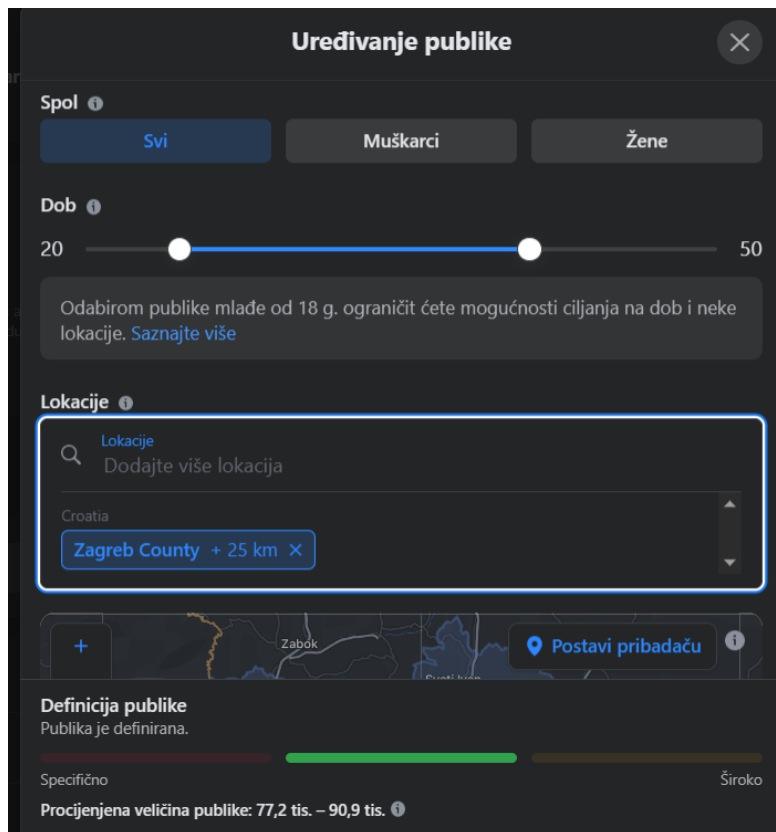 Uređivanje publike
Spol
Svi
Muškarci
Žene
Dob
20
50
Odabirom publike mlađe od 18 g. ograničit ćete mogućnosti ciljanja na dob i neke
lokacije. Saznajte više
Lokacije
Lokacije
Dodajte više lokacija
Croatia
Zagreb County + 25 km
Zabok
Postavi pribadaču
Definicija publike
Publika je definirana.
Specifično
Široko
Procijenjena veličina publike: 77,2 tis. – 90,9 tis.